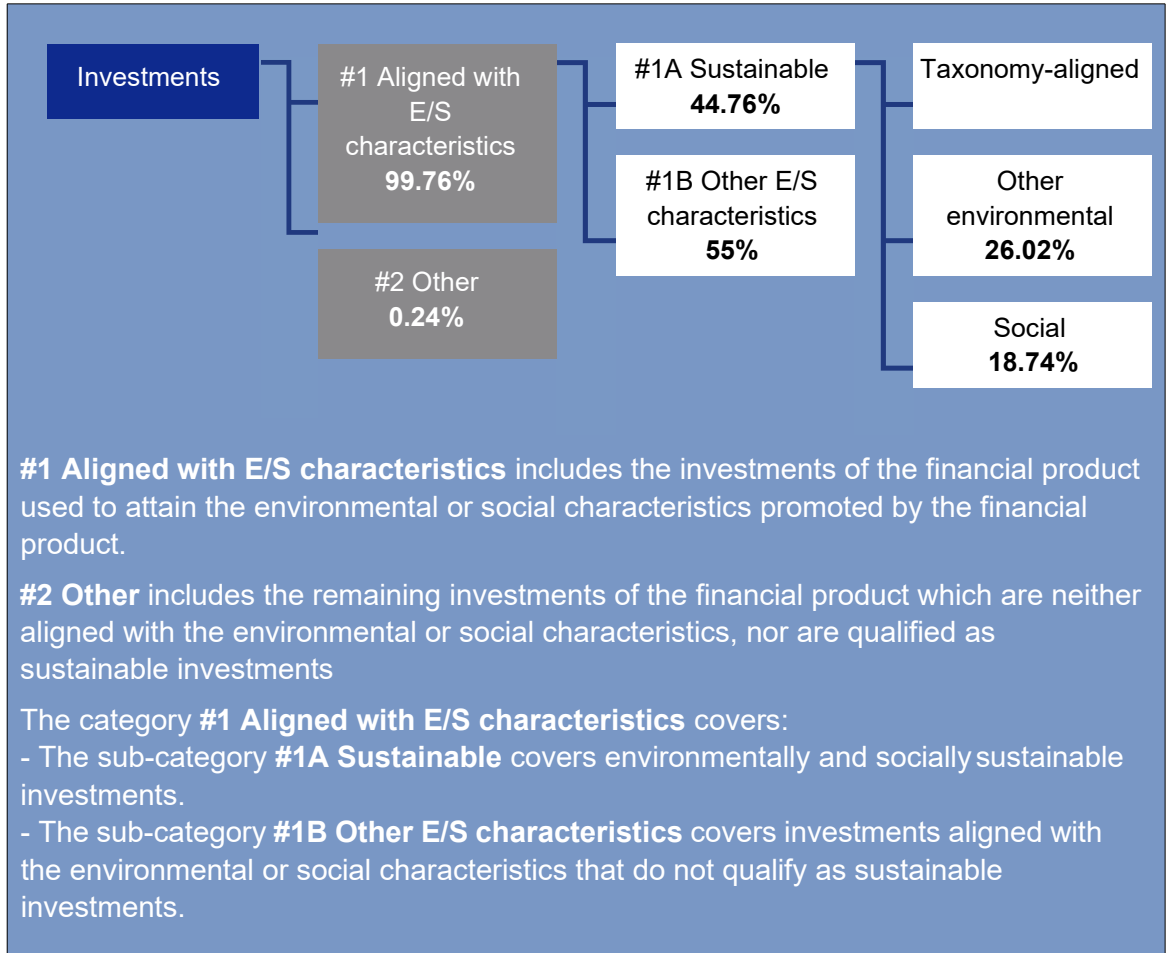 Investments
#1 Aligned with
E/S
characteristics
99.76%
#2 Other
0.24%
#1A Sustainable
44.76%
#1B Other E/S
characteristics
55%
Taxonomy-aligned
Other
environmental
26.02%
Social
18.74%
#1 Aligned with E/S characteristics includes the investments of the financial product
used to attain the environmental or social characteristics promoted by the financial
product.
#2 Other includes the remaining investments of the financial product which are neither
aligned with the environmental or social characteristics, nor are qualified as
sustainable investments
The category #1 Aligned with E/S characteristics covers:
- The sub-category #1A Sustainable covers environmentally and socially sustainable
investments.
- The sub-category #1B Other E/S characteristics covers investments aligned with
the environmental or social characteristics that do not qualify as sustainable
investments.